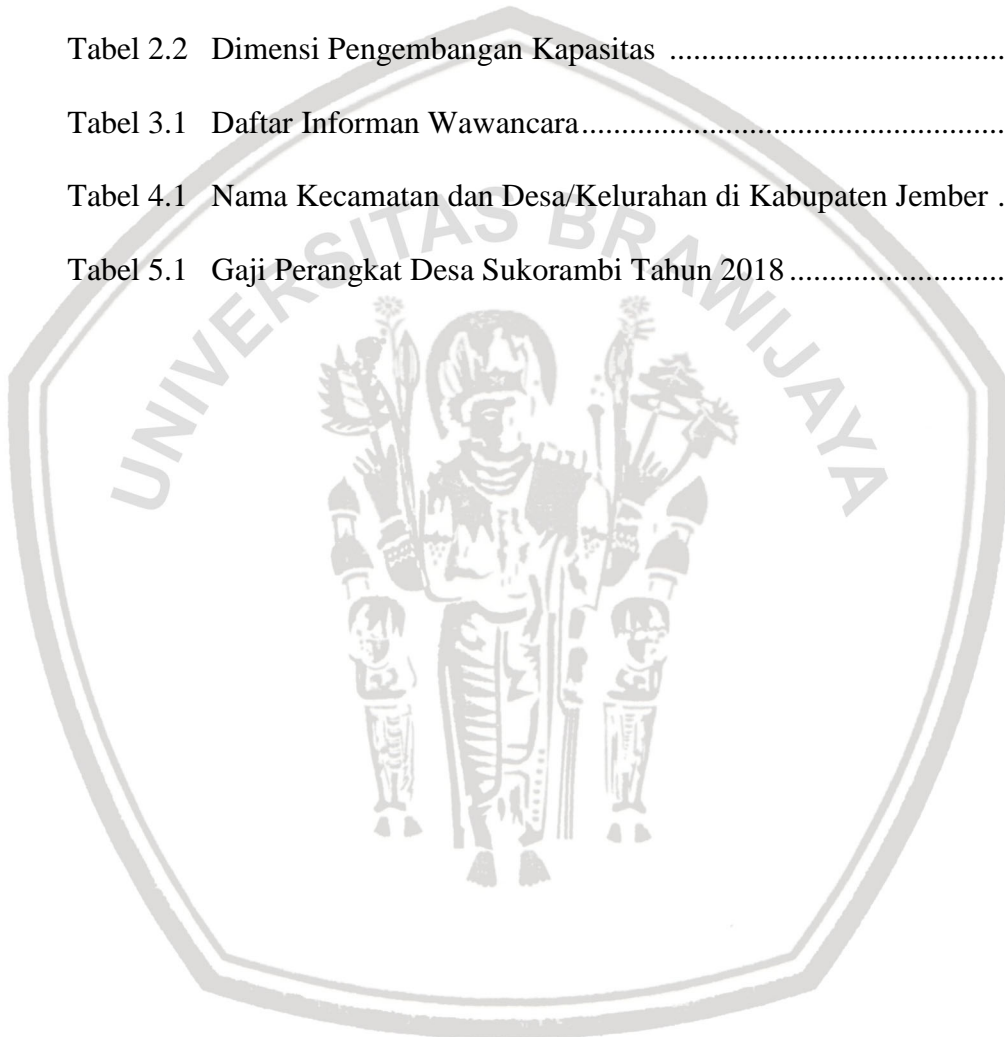 Tabel 2.2 Dimensi Pengembangan Kapasitas .........................................
Tabel 3.1 Daftar Informan Wawancara.....................................................
Tabel 4.1 Nama Kecamatan dan Desa/Kelurahan di Kabupaten Jember .
Tabel 5.1 Gaji Perangkat Desa Sukorambi Tahun 2018...........................
UNIVERSITAS BRAWIJAYA